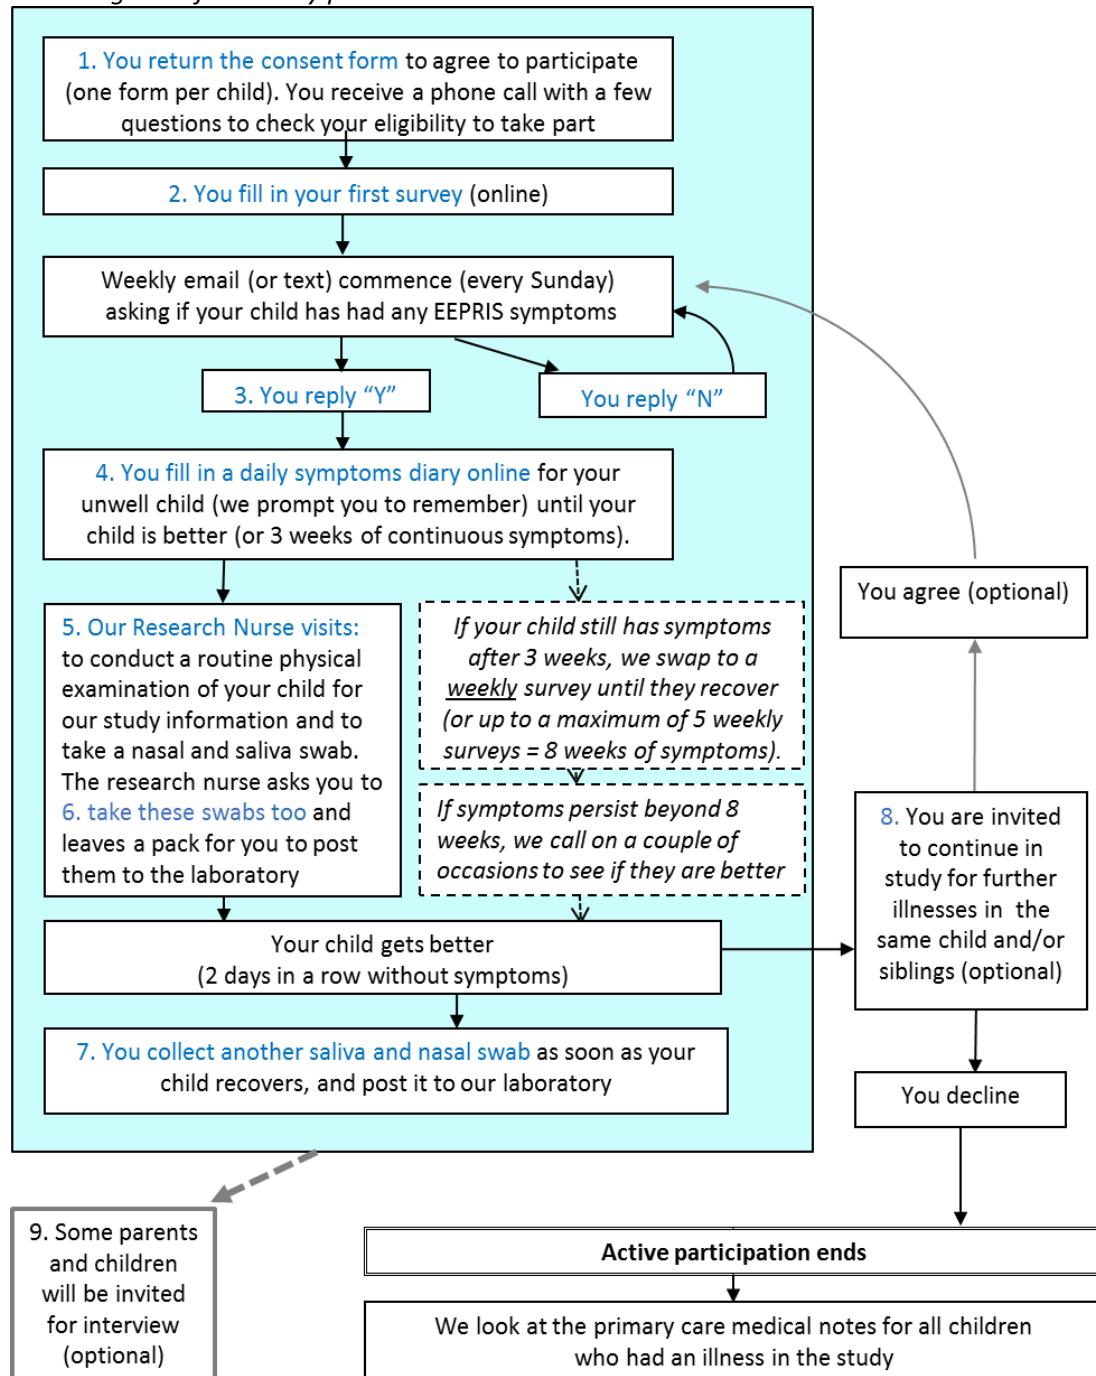 1. You return the consent form to agree to participate
(one form per child). You receive a phone call with a few
questions to check your eligibility to take part
2. You fill in your first survey (online)
Weekly email (or text) commence (every Sunday)
asking if your child has had any EEPRIS symptoms
3. You reply “Y”
You reply “N”
4. You fill in a daily symptoms diary online for your
unwell child (we prompt you to remember) until your
child is better (or 3 weeks of continuous symptoms).
5. Our Research Nurse visits:
to conduct a routine physical
examination of your child for
our study information and to
take a nasal and saliva swab.
The research nurse asks you to
6. take these swabs too and
leaves a pack for you to post
them to the laboratory
If your child still has symptoms
after 3 weeks, we swap to a
weekly survey until they recover
(or up to a maximum of 5 weekly
surveys = 8 weeks of symptoms).
If symptoms persist beyond 8
weeks, we call on a couple of
occasions to see if they are better
Your child gets better
(2 days in a row without symptoms)
7. You collect another saliva and nasal swab as soon as your
child recovers, and post it to our laboratory
You agree (optional)
8. You are invited
to continue in
study for further
illnesses in the
same child and/or
siblings (optional)
You decline
9. Some parents
and children
will be invited
for interview
(optional)
Active participation ends
We look at the primary care medical notes for all children
who had an illness in the study